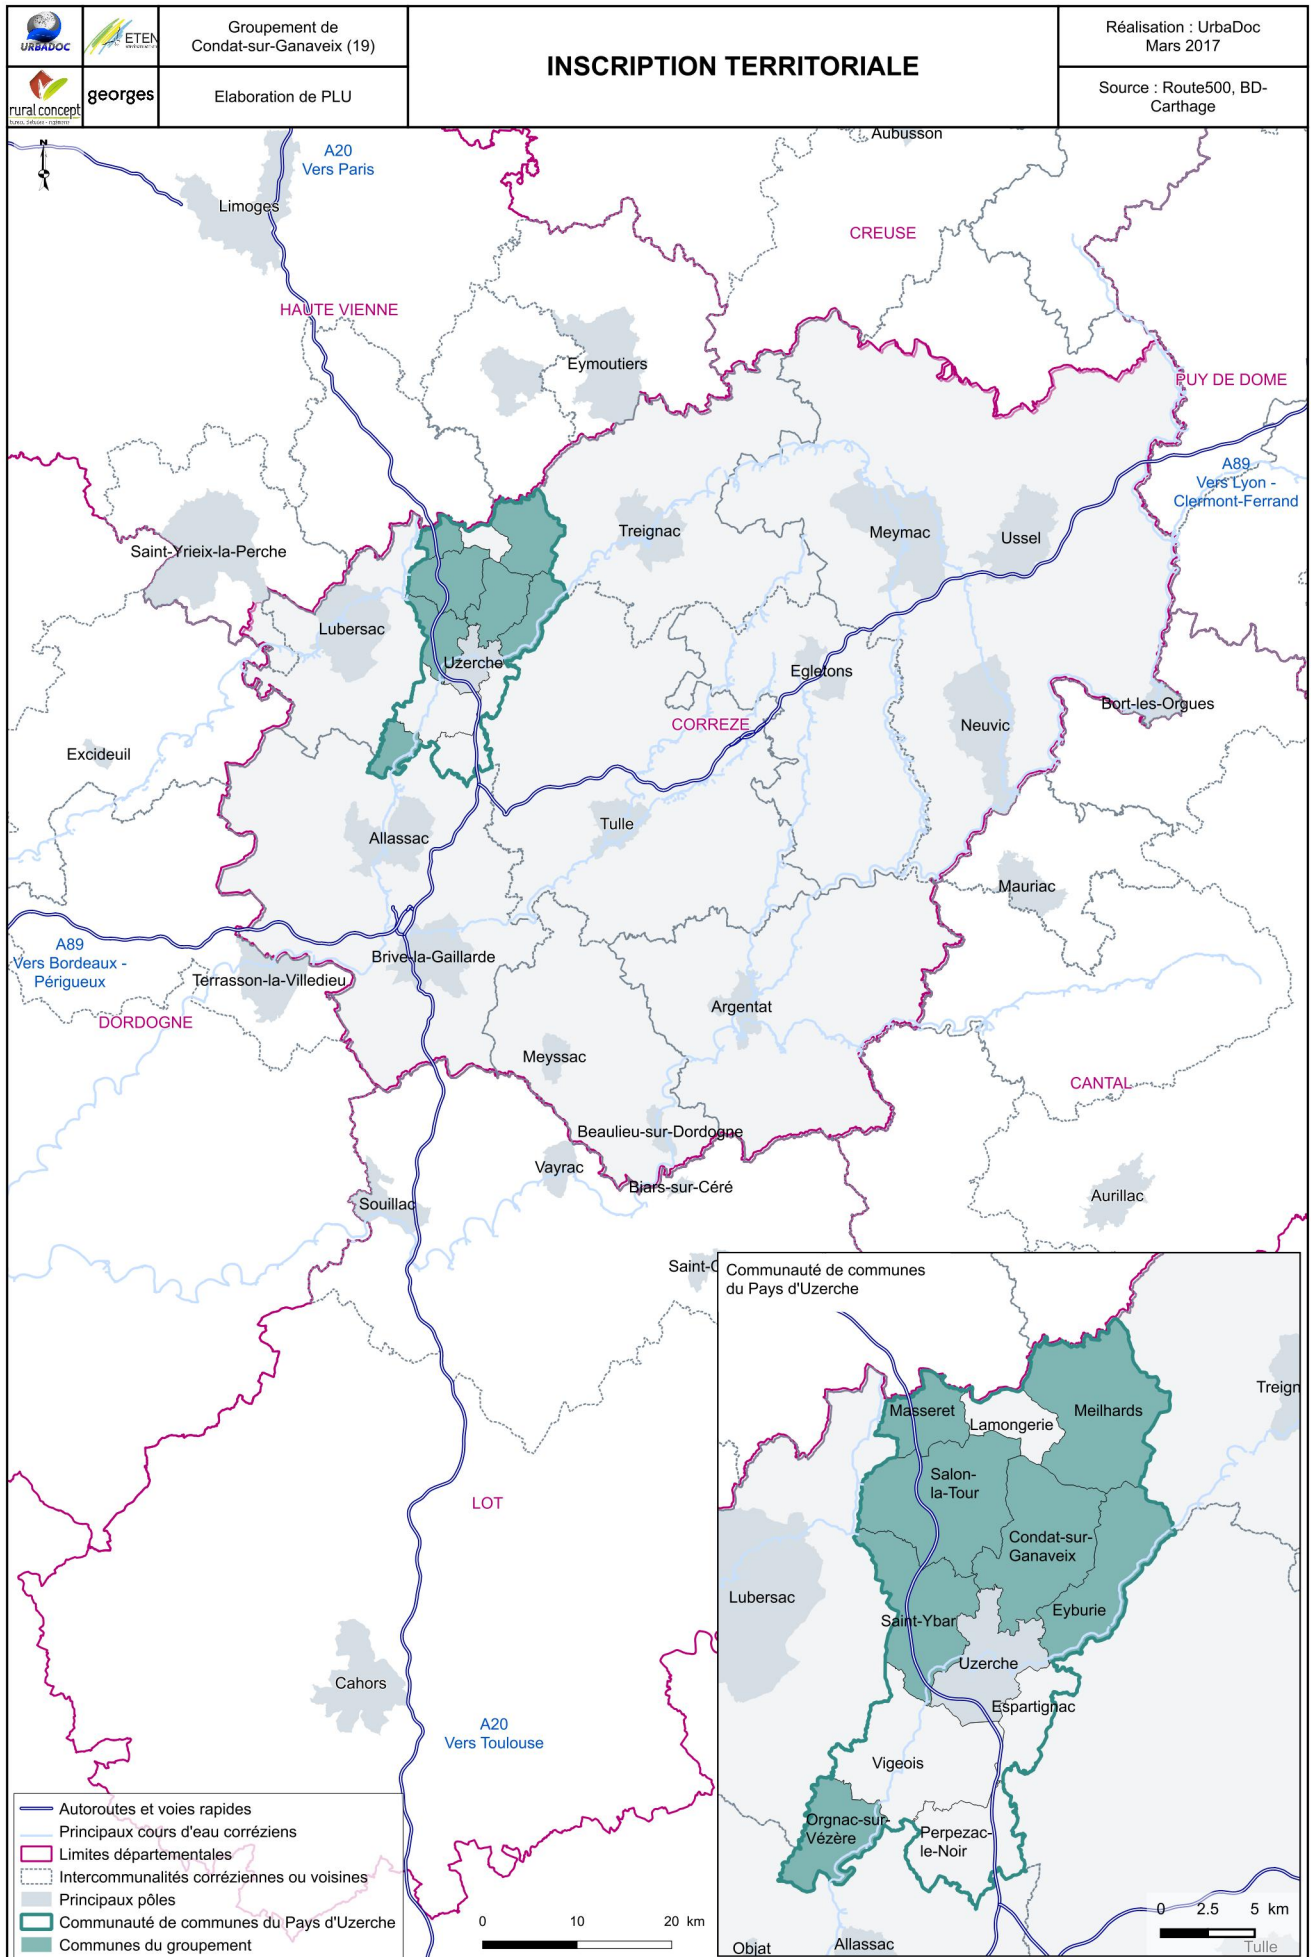 URBADOC
ETEN
environnement
rural concept
georges
Groupement de
Condat-sur-Ganaveix (19)
Elaboration de PLU
INSCRIPTION TERRITORIALE
Réalisation : UrbaDoc
Mars 2017
Source : Route500, BD-
Carthage
N
Aubusson
A20
Vers Paris
Limoges
CREUSE
HAUTE VIENNE
Eymoutiers
PUY DE DOME
A89
Vers Lyon -
Clermont-Ferrand
Treignac
Meymac
Ussel
Saint-Yrieix-la-Perche
Lubersac
Uzerche
Egletons
Bort-les-Orgues
CORREZE
Neuvic
Excideuil
Tulle
Allassac
Mauriac
A89
Vers Bordeaux -
Périgueux
Brive-la-Gaillarde
Terrasson-la-Villedieu
Argentat
DORDOGNE
Meyssac
CANTAL
Beaulieu-sur-Dordogne
Vayrac
Biars-sur-Céré
Souillac
Aurillac
Saint-C
LOT
Cahors
A20
Vers Toulouse
Communauté de communes
du Pays d'Uzerche
Treign
Masseret
Lamongerie
Meilhards
Salon-
la-Tour
Condat-sur-
Ganaveix
Lubersac
Saint-Ybar
Eyburie
Uzerche
Espartignac
Vigeois
Orgnac-sur-
Vézère
Perpezac-
le-Noir
Objat
Allassac
Tulle
0 2.5 5 km
Autoroutes et voies rapides
Principaux cours d'eau corréziens
Limites départementales
Intercommunalités corréziennes ou voisines
Principaux pôles
Communauté de communes du Pays d'Uzerche
Communes du groupement
0 10 20 km